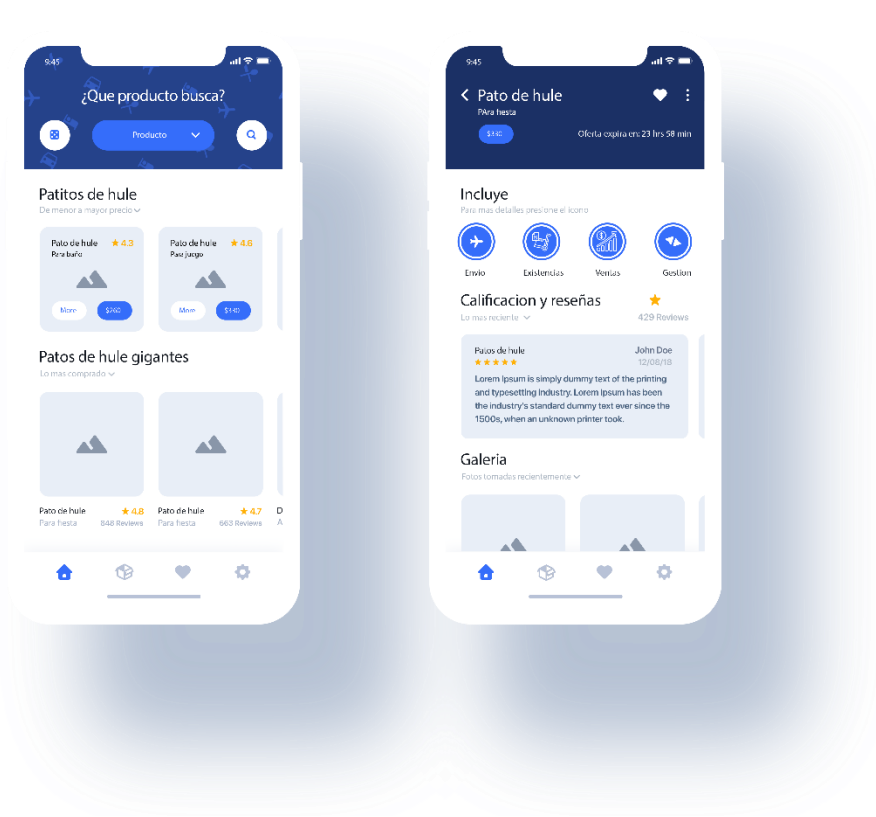 9:45
¿Que producto busca?
Producto
Patitos de hule
De menor a mayor precio
Pato de hule
4.3
Para baño
More
$260
Pato de hule
4.6
Para juego
More
$330
Patos de hule gigantes
Lo mas comprado
Pato de hule
4.8
Para fiesta
848 Reviews
Pato de hule
4.7
Para fiesta
663 Reviews
D
A
9:45
Pato de hule
PAra fiesta
Oferta expira en: 23 hrs 58 min
Incluye
Para mas detalles presione el icono
Envio
Existencias
Ventas
Gestion
Calificacion y reseñas
Lo mas reciente
429 Reviews
Patos de hule
John Doe
12/08/18
Lorem Ipsum is simply dummy text of the printing
and typesetting industry. Lorem Ipsum has been
the industry's standard dummy text ever since the
1500s, when an unknown printer took.
Galeria
Fotos tomadas recientemente